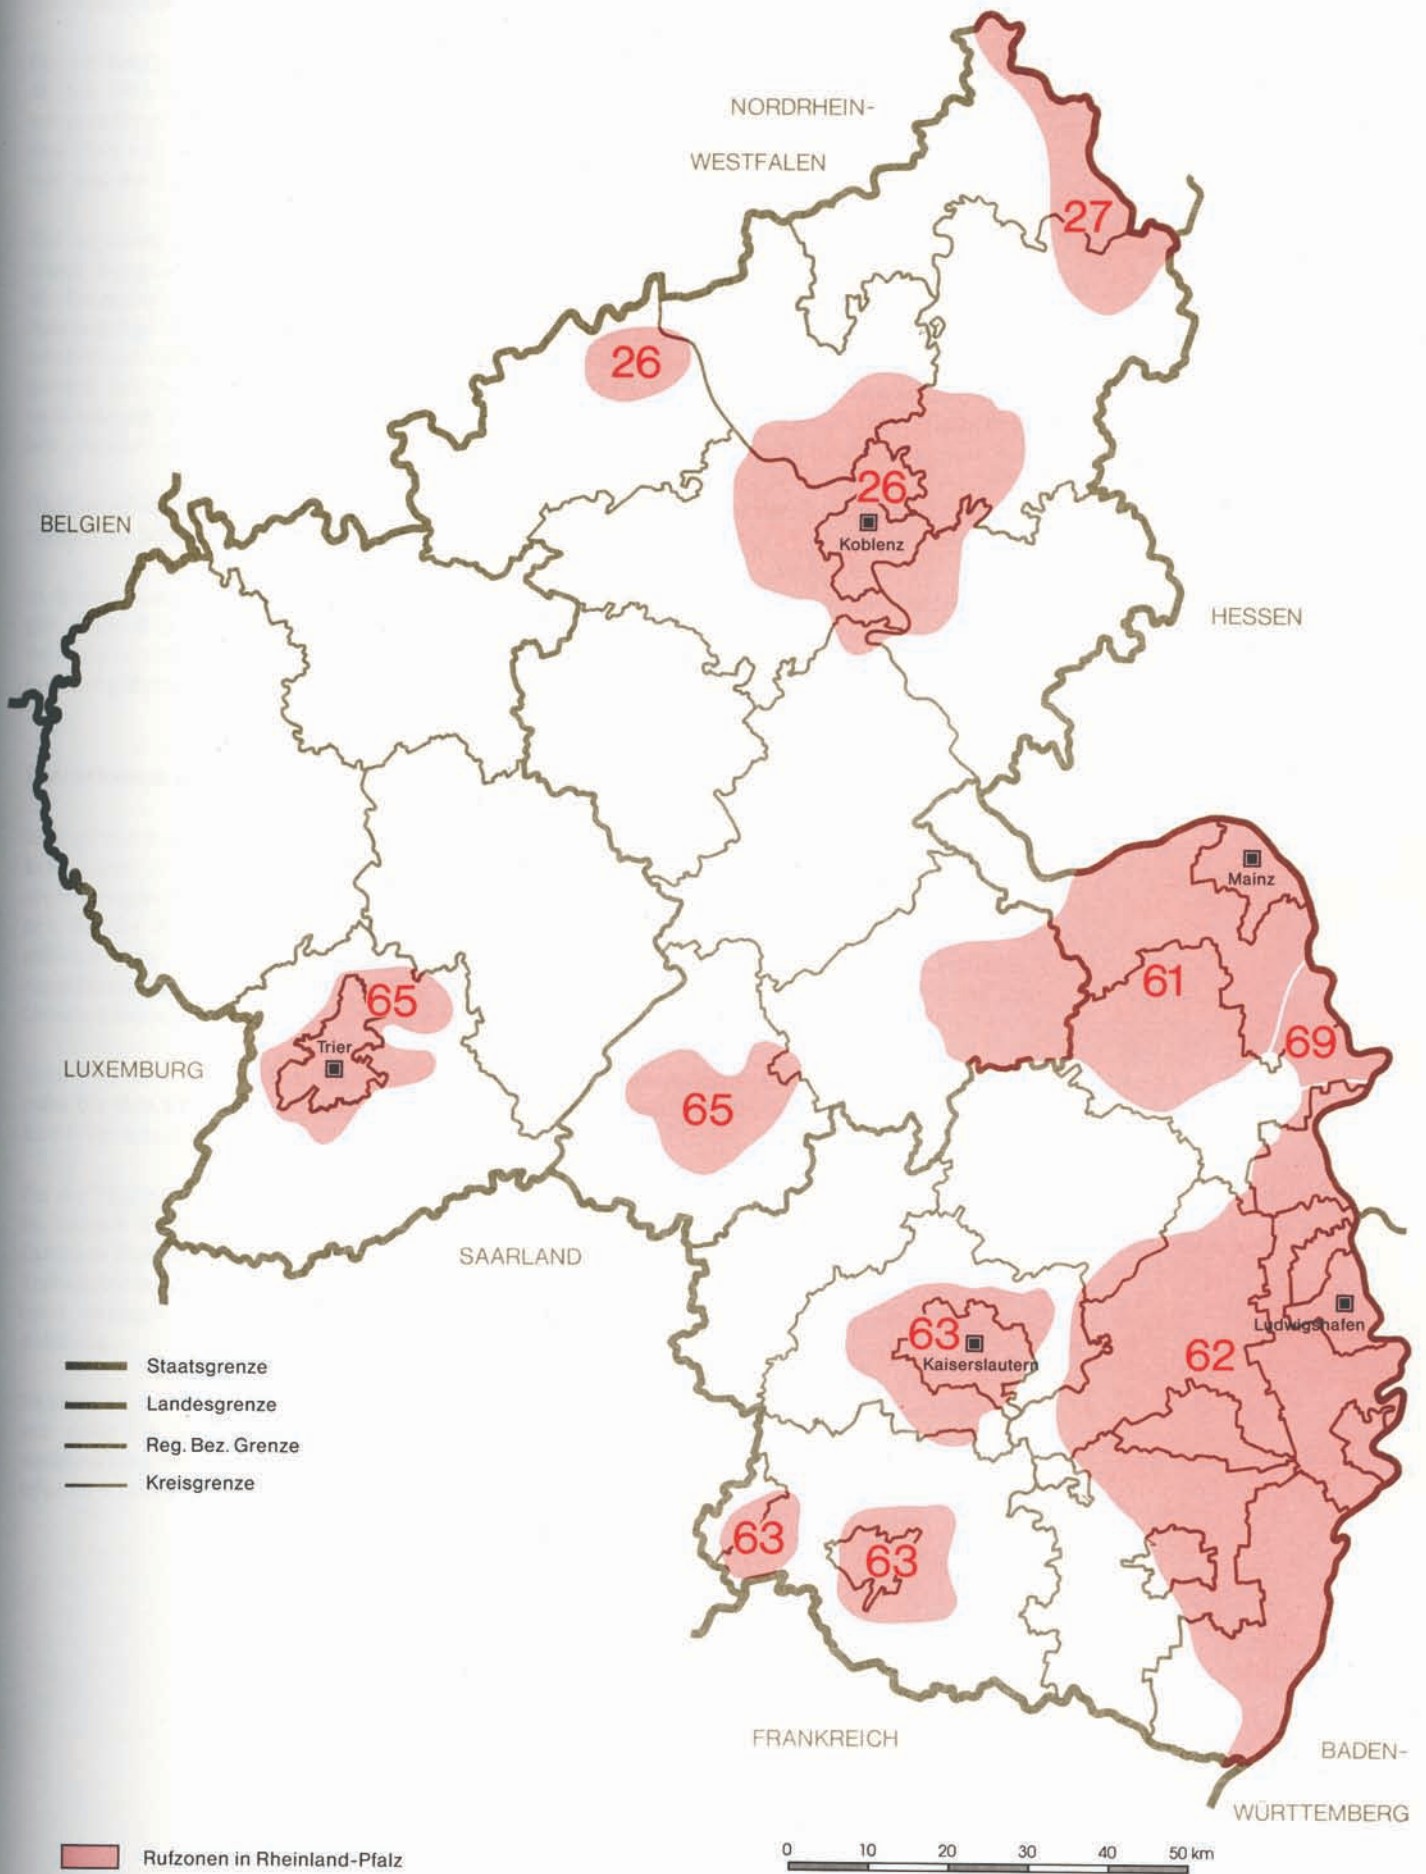 NORDRHEIN-
WESTFALEN
27
26
26
BELGIEN
Koblenz
HESSEN
Mainz
61
65
69
Trier
LUXEMBURG
65
SAARLAND
63
Kaiserslautern
Ludwigshafen
62
Staatsgrenze
Landesgrenze
Reg. Bez. Grenze
Kreisgrenze
63
63
FRANKREICH
BADEN-
WÜRTTEMBERG
Rufzonen in Rheinland-Pfalz
0 10 20 30 40 50 km